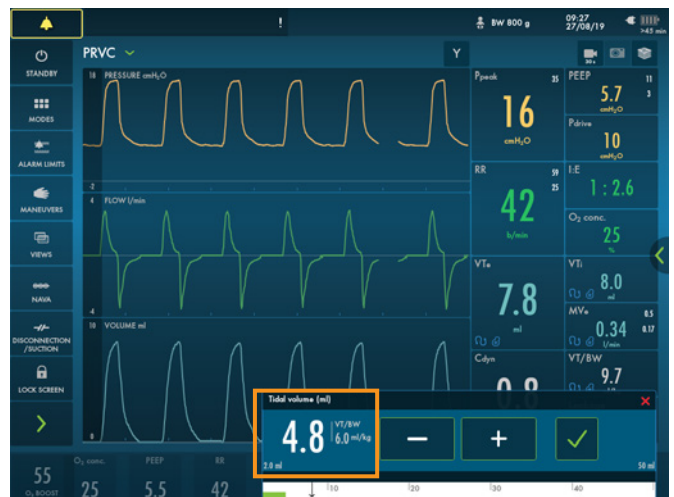 ! BW 800 g 09:27
27/08/19 >45 min
STANDBY
MODES
ALARM LIMITS
MANEUVERS
VIEWS
NAVA
DISCONNECTION
/SUCTION
LOCK SCREEN
55
O₂ BOOST
PRVC Y
18 PRESSURE cmH₂O
-2
4 FLOW l/min
-4
10 VOLUME ml
0
30s
Ppeak 35
16
cmH₂O
PEEP 11
5.7 3
cmH₂O
Pdrive
10
cmH₂O
RR 59
25
42
b/min
I:E
1 : 2.6
O₂ conc.
25
%
VTe
7.8
ml
VTi
8.0
ml
MVe 0.5
0.34 0.17
l/min
Cdyn
VT/BW
9.7
Tidal volume (ml)
4.8 VT/BW
6.0 ml/kg
2.0 ml 50 ml
10 20 30 40
O₂ conc. PEEP RR
25 5.5 42